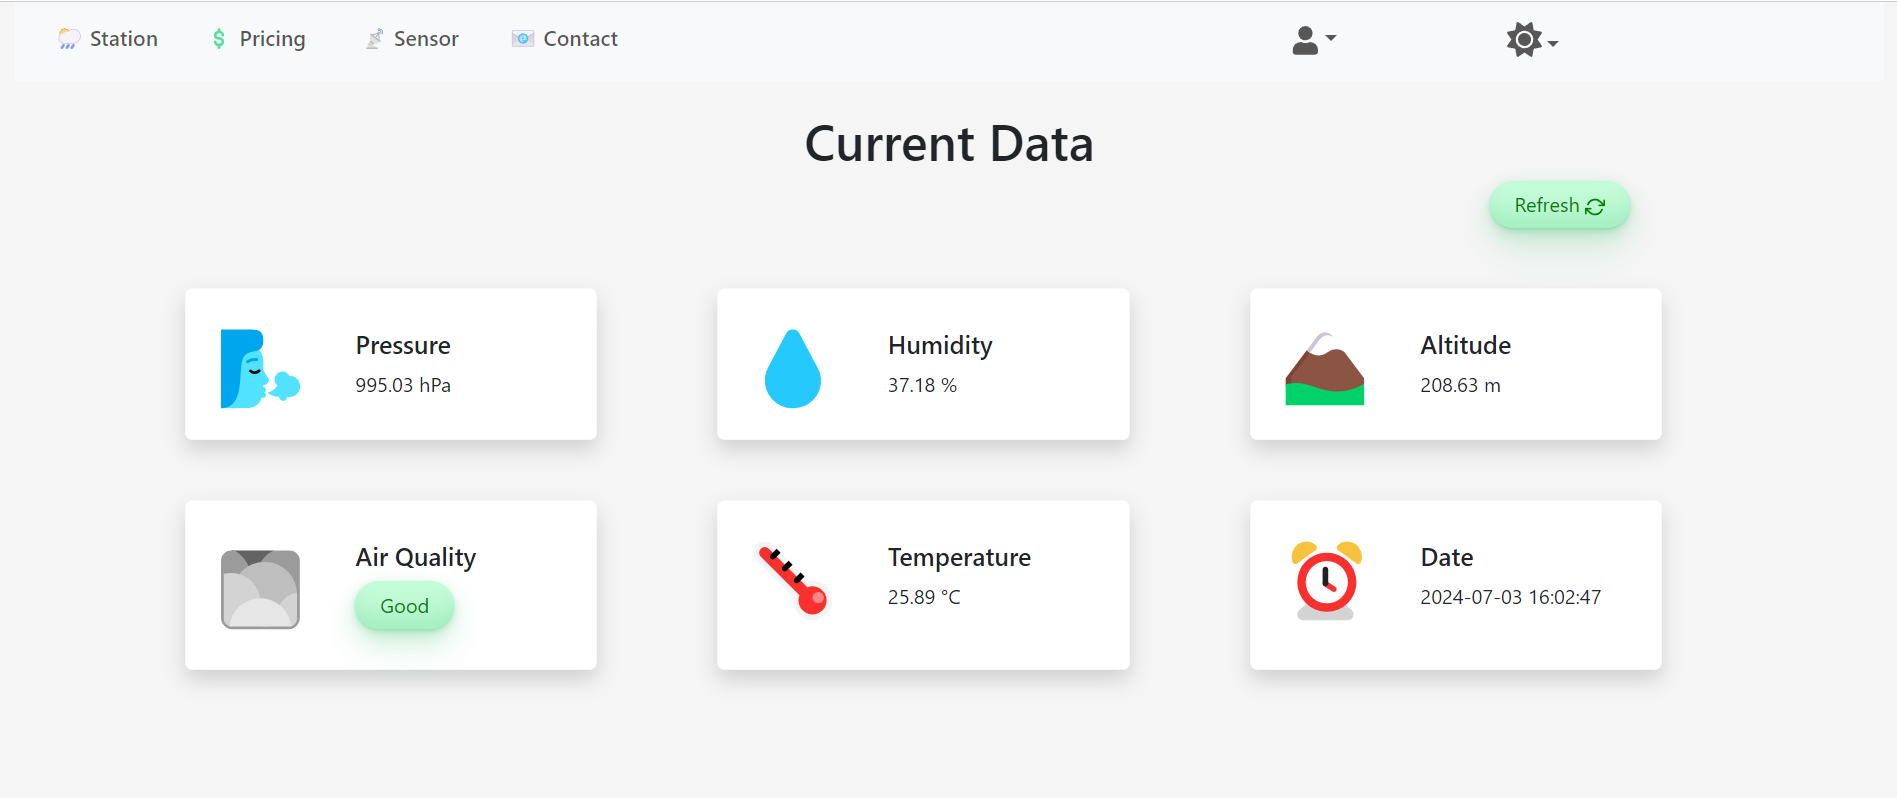 Station
Pricing
Sensor
Contact
Current Data
Refresh
Pressure
995.03 hPa
Humidity
37.18 %
Altitude
208.63 m
Air Quality
Good
Temperature
25.89 °C
Date
2024-07-03 16:02:47